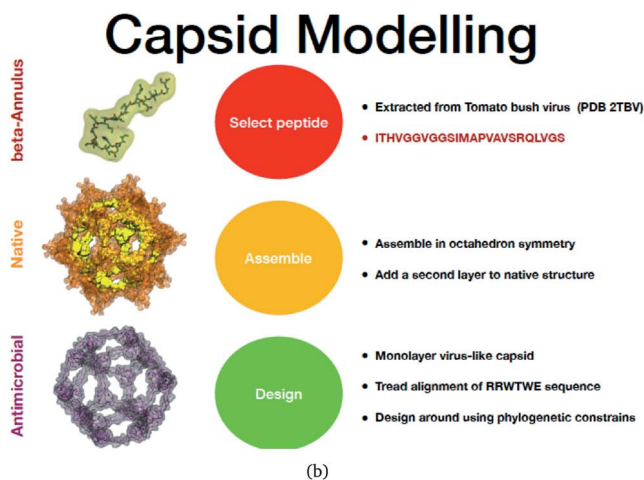 Capsid Modelling
beta-Annulus
Select peptide
• Extracted from Tomato bush virus (PDB 2TBV)
• ITHVGGVGGSIMAPVAVSRQLVGS
Native
Assemble
• Assemble in octahedron symmetry
• Add a second layer to native structure
Antimicrobial
Design
• Monolayer virus-like capsid
• Tread alignment of RRWTWE sequence
• Design around using phylogenetic constrains
(b)